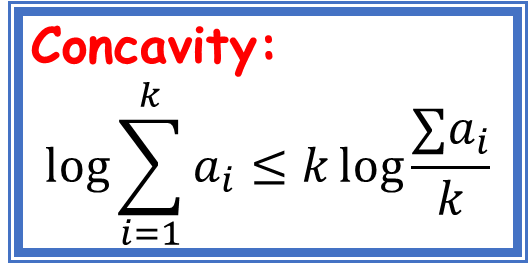 Concavity:
log ∑_{i=1}^{k} a_i ≤ k log (∑a_i)/k